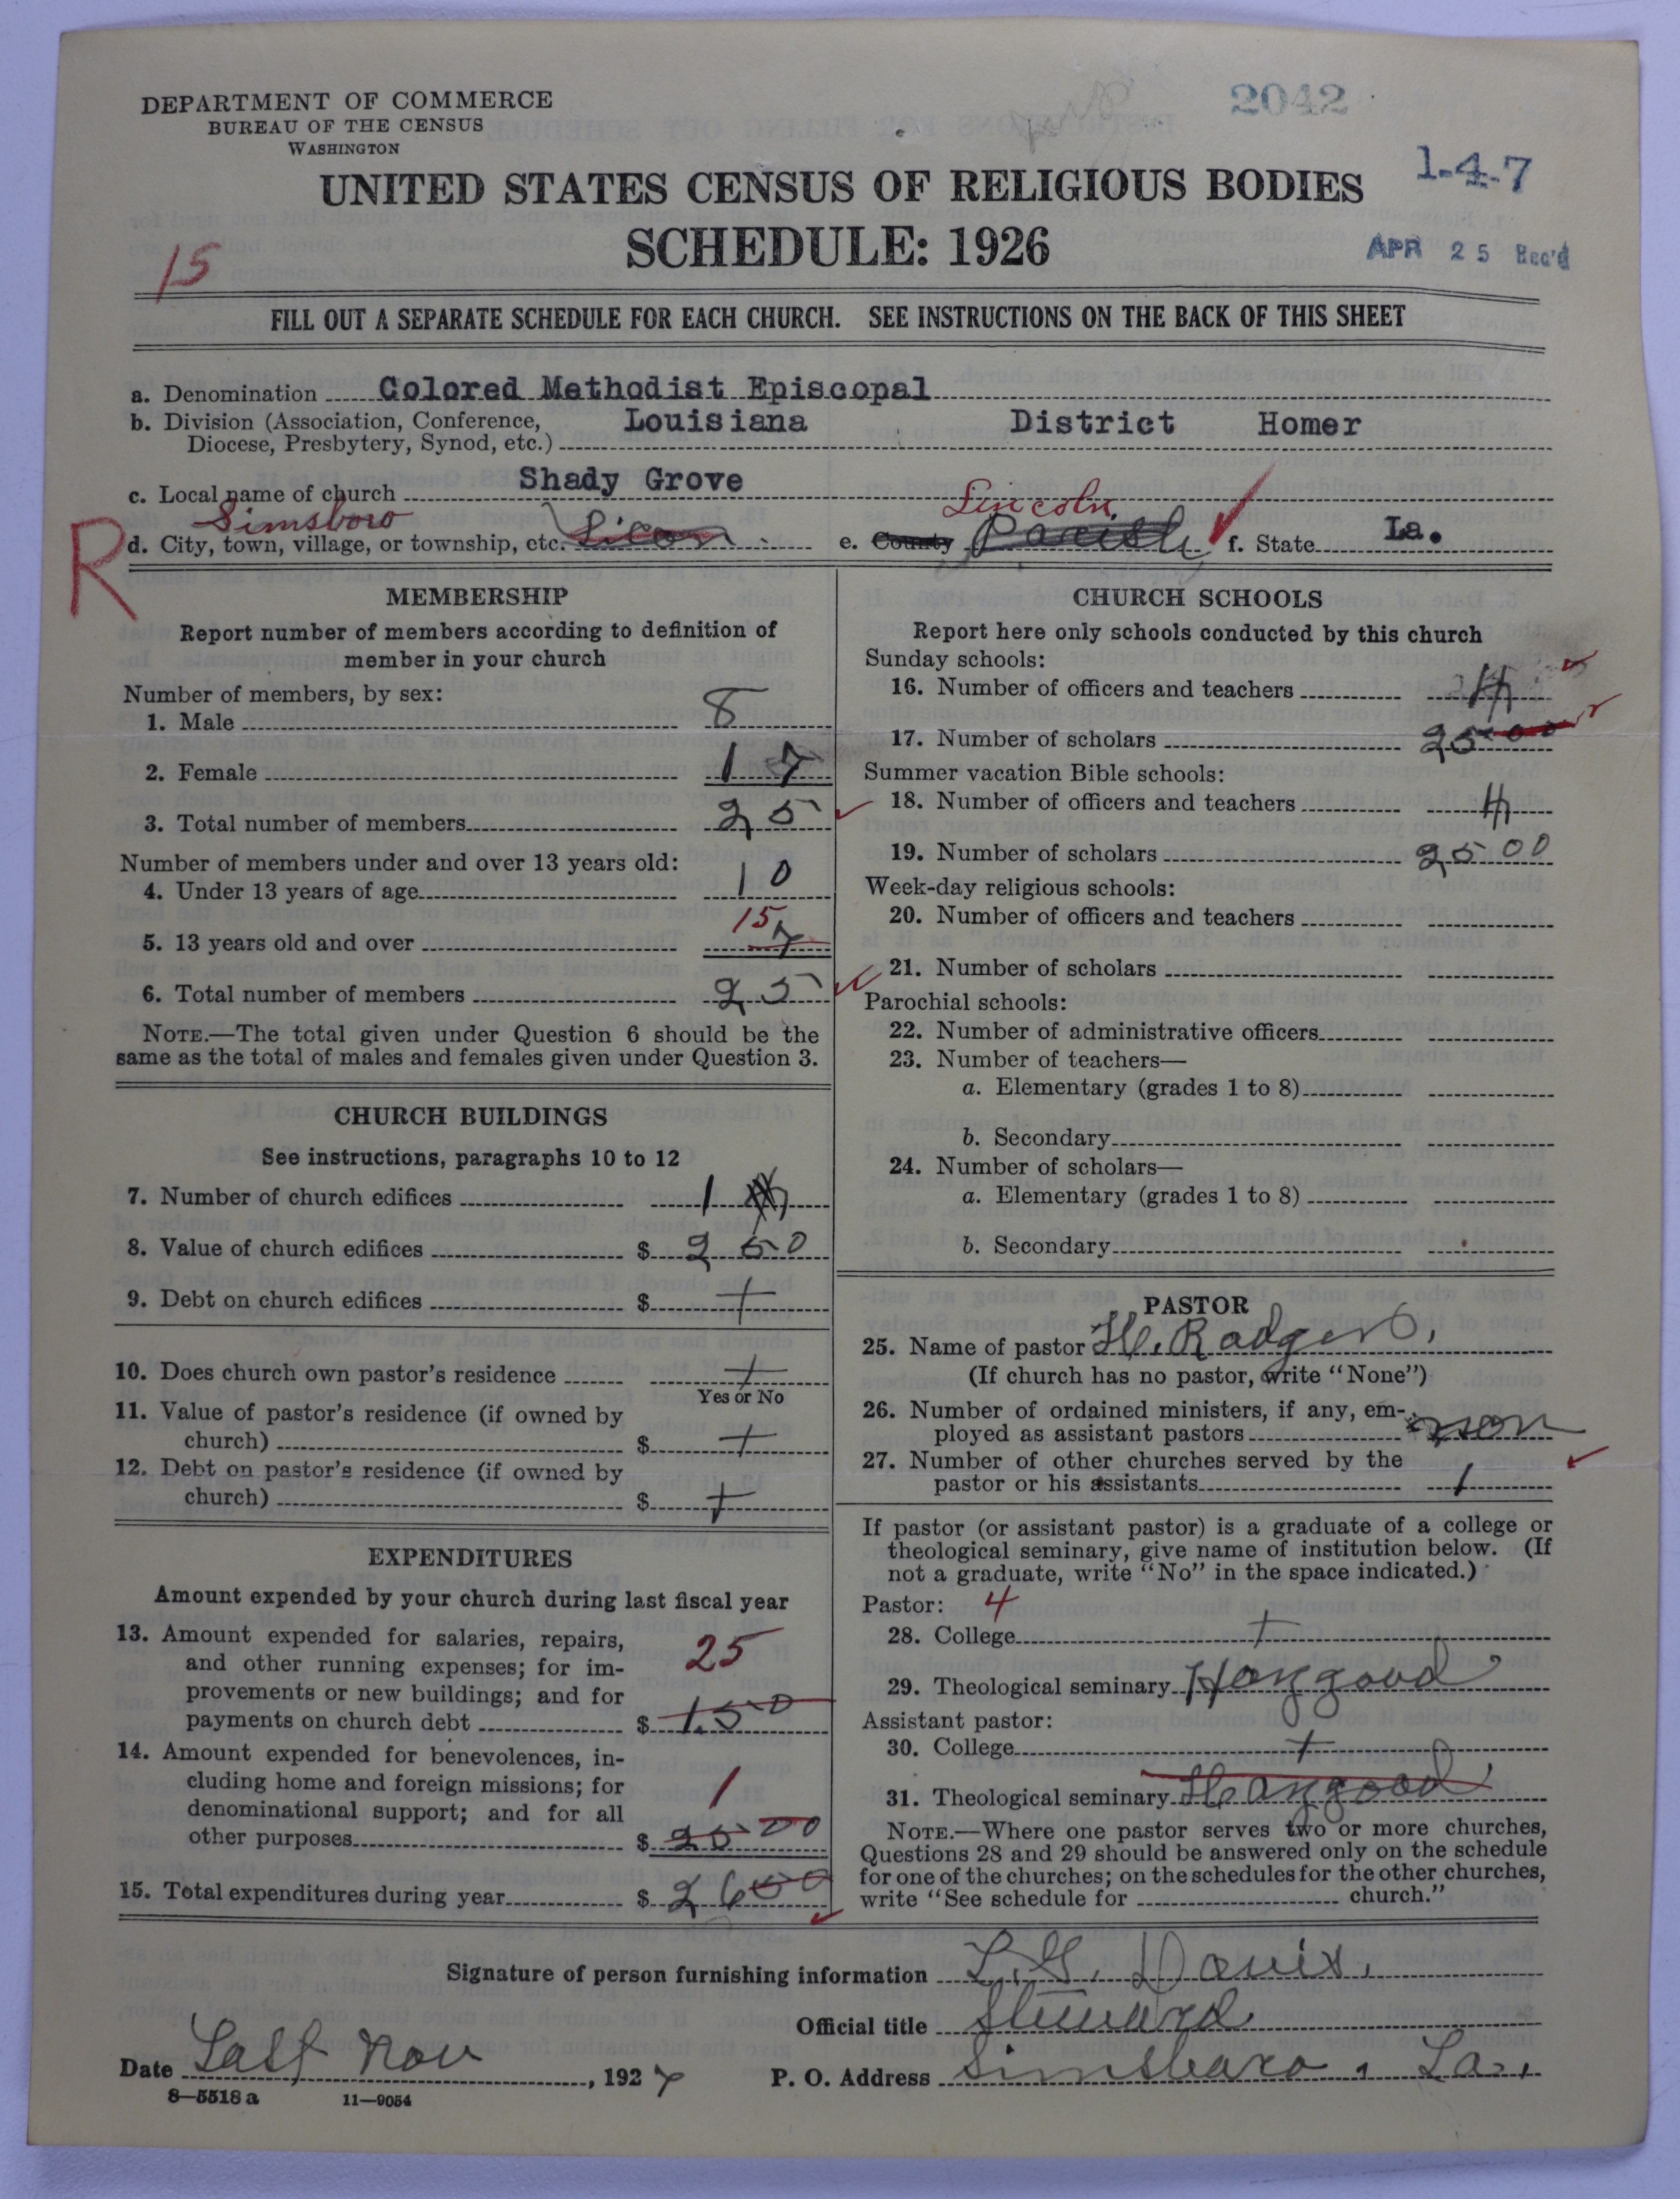 2042
DEPARTMENT OF COMMERCE
BUREAU OF THE CENSUS
WASHINGTON
1-4-7
UNITED STATES CENSUS OF RELIGIOUS BODIES
SCHEDULE: 1926
APR 25 Rec'd
15
FILL OUT A SEPARATE SCHEDULE FOR EACH CHURCH. SEE INSTRUCTIONS ON THE BACK OF THIS SHEET
a. Denomination Colored Methodist Episcopal
b. Division (Association, Conference, Louisiana District Homer
Diocese, Presbytery, Synod, etc.)
c. Local name of church Shady Grove
Simsboro Lincoln
R d. City, town, village, or township, etc. e. County Parish f. State La.
MEMBERSHIP
Report number of members according to definition of
member in your church
Number of members, by sex:
1. Male 8
2. Female 17
3. Total number of members 25
Number of members under and over 13 years old:
4. Under 13 years of age 10
5. 13 years old and over 15 7
6. Total number of members 25
NOTE.—The total given under Question 6 should be the
same as the total of males and females given under Question 3.
CHURCH BUILDINGS
See instructions, paragraphs 10 to 12
7. Number of church edifices 1
8. Value of church edifices $ 250
9. Debt on church edifices $ +
10. Does church own pastor's residence +
Yes or No
11. Value of pastor's residence (if owned by
church) $ +
12. Debt on pastor's residence (if owned by
church) $ +
EXPENDITURES
Amount expended by your church during last fiscal year
13. Amount expended for salaries, repairs,
and other running expenses; for im- 25
provements or new buildings; and for
payments on church debt $ 1.50
14. Amount expended for benevolences, in-
cluding home and foreign missions; for 1
denominational support; and for all
other purposes $ 2500
15. Total expenditures during year $ 2600
CHURCH SCHOOLS
Report here only schools conducted by this church
Sunday schools:
16. Number of officers and teachers 4
17. Number of scholars 2500
Summer vacation Bible schools:
18. Number of officers and teachers 4
19. Number of scholars 2500
Week-day religious schools:
20. Number of officers and teachers
21. Number of scholars
Parochial schools:
22. Number of administrative officers
23. Number of teachers—
a. Elementary (grades 1 to 8)
b. Secondary
24. Number of scholars—
a. Elementary (grades 1 to 8)
b. Secondary
PASTOR
25. Name of pastor H. Rodgers,
(If church has no pastor, write "None")
26. Number of ordained ministers, if any, em-
ployed as assistant pastors non
27. Number of other churches served by the
pastor or his assistants 1
If pastor (or assistant pastor) is a graduate of a college or
theological seminary, give name of institution below. (If
not a graduate, write "No" in the space indicated.)
Pastor: 4
28. College +
29. Theological seminary Hangood
Assistant pastor:
30. College +
31. Theological seminary Hangood
NOTE.—Where one pastor serves two or more churches,
Questions 28 and 29 should be answered only on the schedule
for one of the churches; on the schedules for the other churches,
write "See schedule for church."
Signature of person furnishing information L. G. Davis,
Official title Steward
Date Last Nov, 1927 P. O. Address Simsboro, La.,
8—5518 a 11—9054